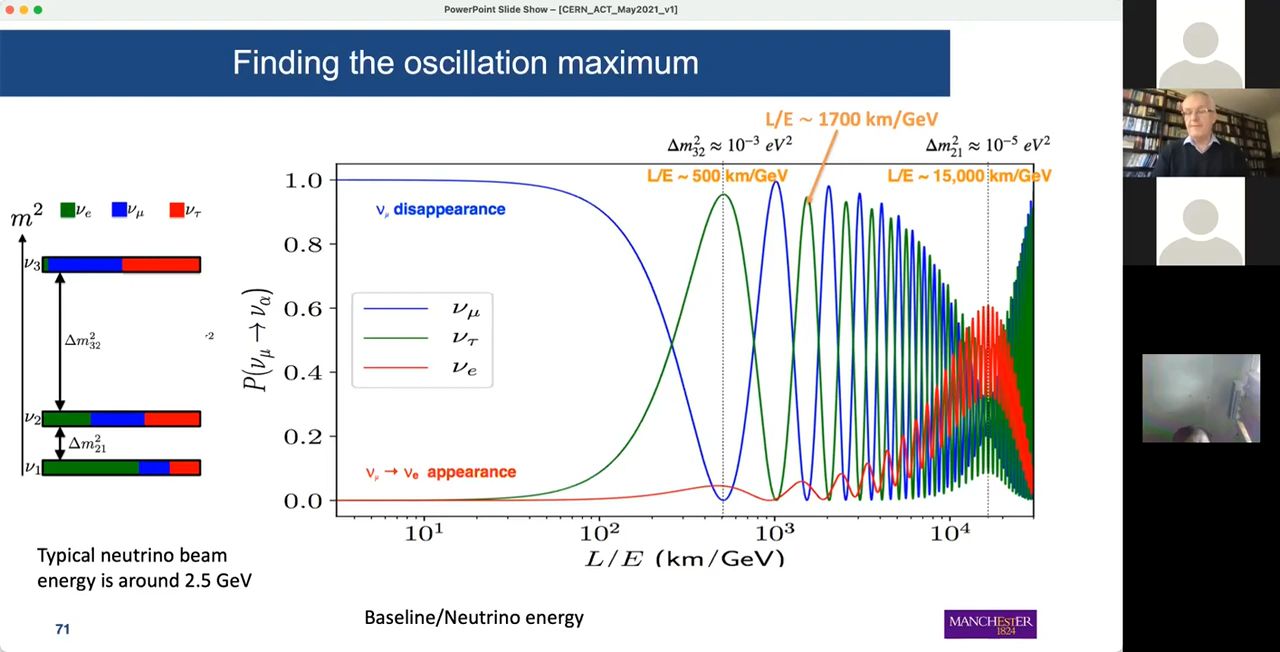 PowerPoint Slide Show – [CERN_ACT_May2021_v1]
Finding the oscillation maximum
L/E ~ 1700 km/GeV
Δm²₃₂ ≈ 10⁻³ eV²
Δm²₂₁ ≈ 10⁻⁵ eV²
L/E ~ 500 km/GeV
L/E ~ 15,000 km/GeV
m²
νe
νμ
ντ
ν₃
Δm²₃₂
ν₂
Δm²₂₁
ν₁
-2
P(νμ → να)
1.0
0.8
0.6
0.4
0.2
0.0
νμ disappearance
νμ
ντ
νe
νμ → νe appearance
10¹
10²
10³
10⁴
L/E (km/GeV)
Typical neutrino beam
energy is around 2.5 GeV
Baseline/Neutrino energy
71
MANCHESTER
1824